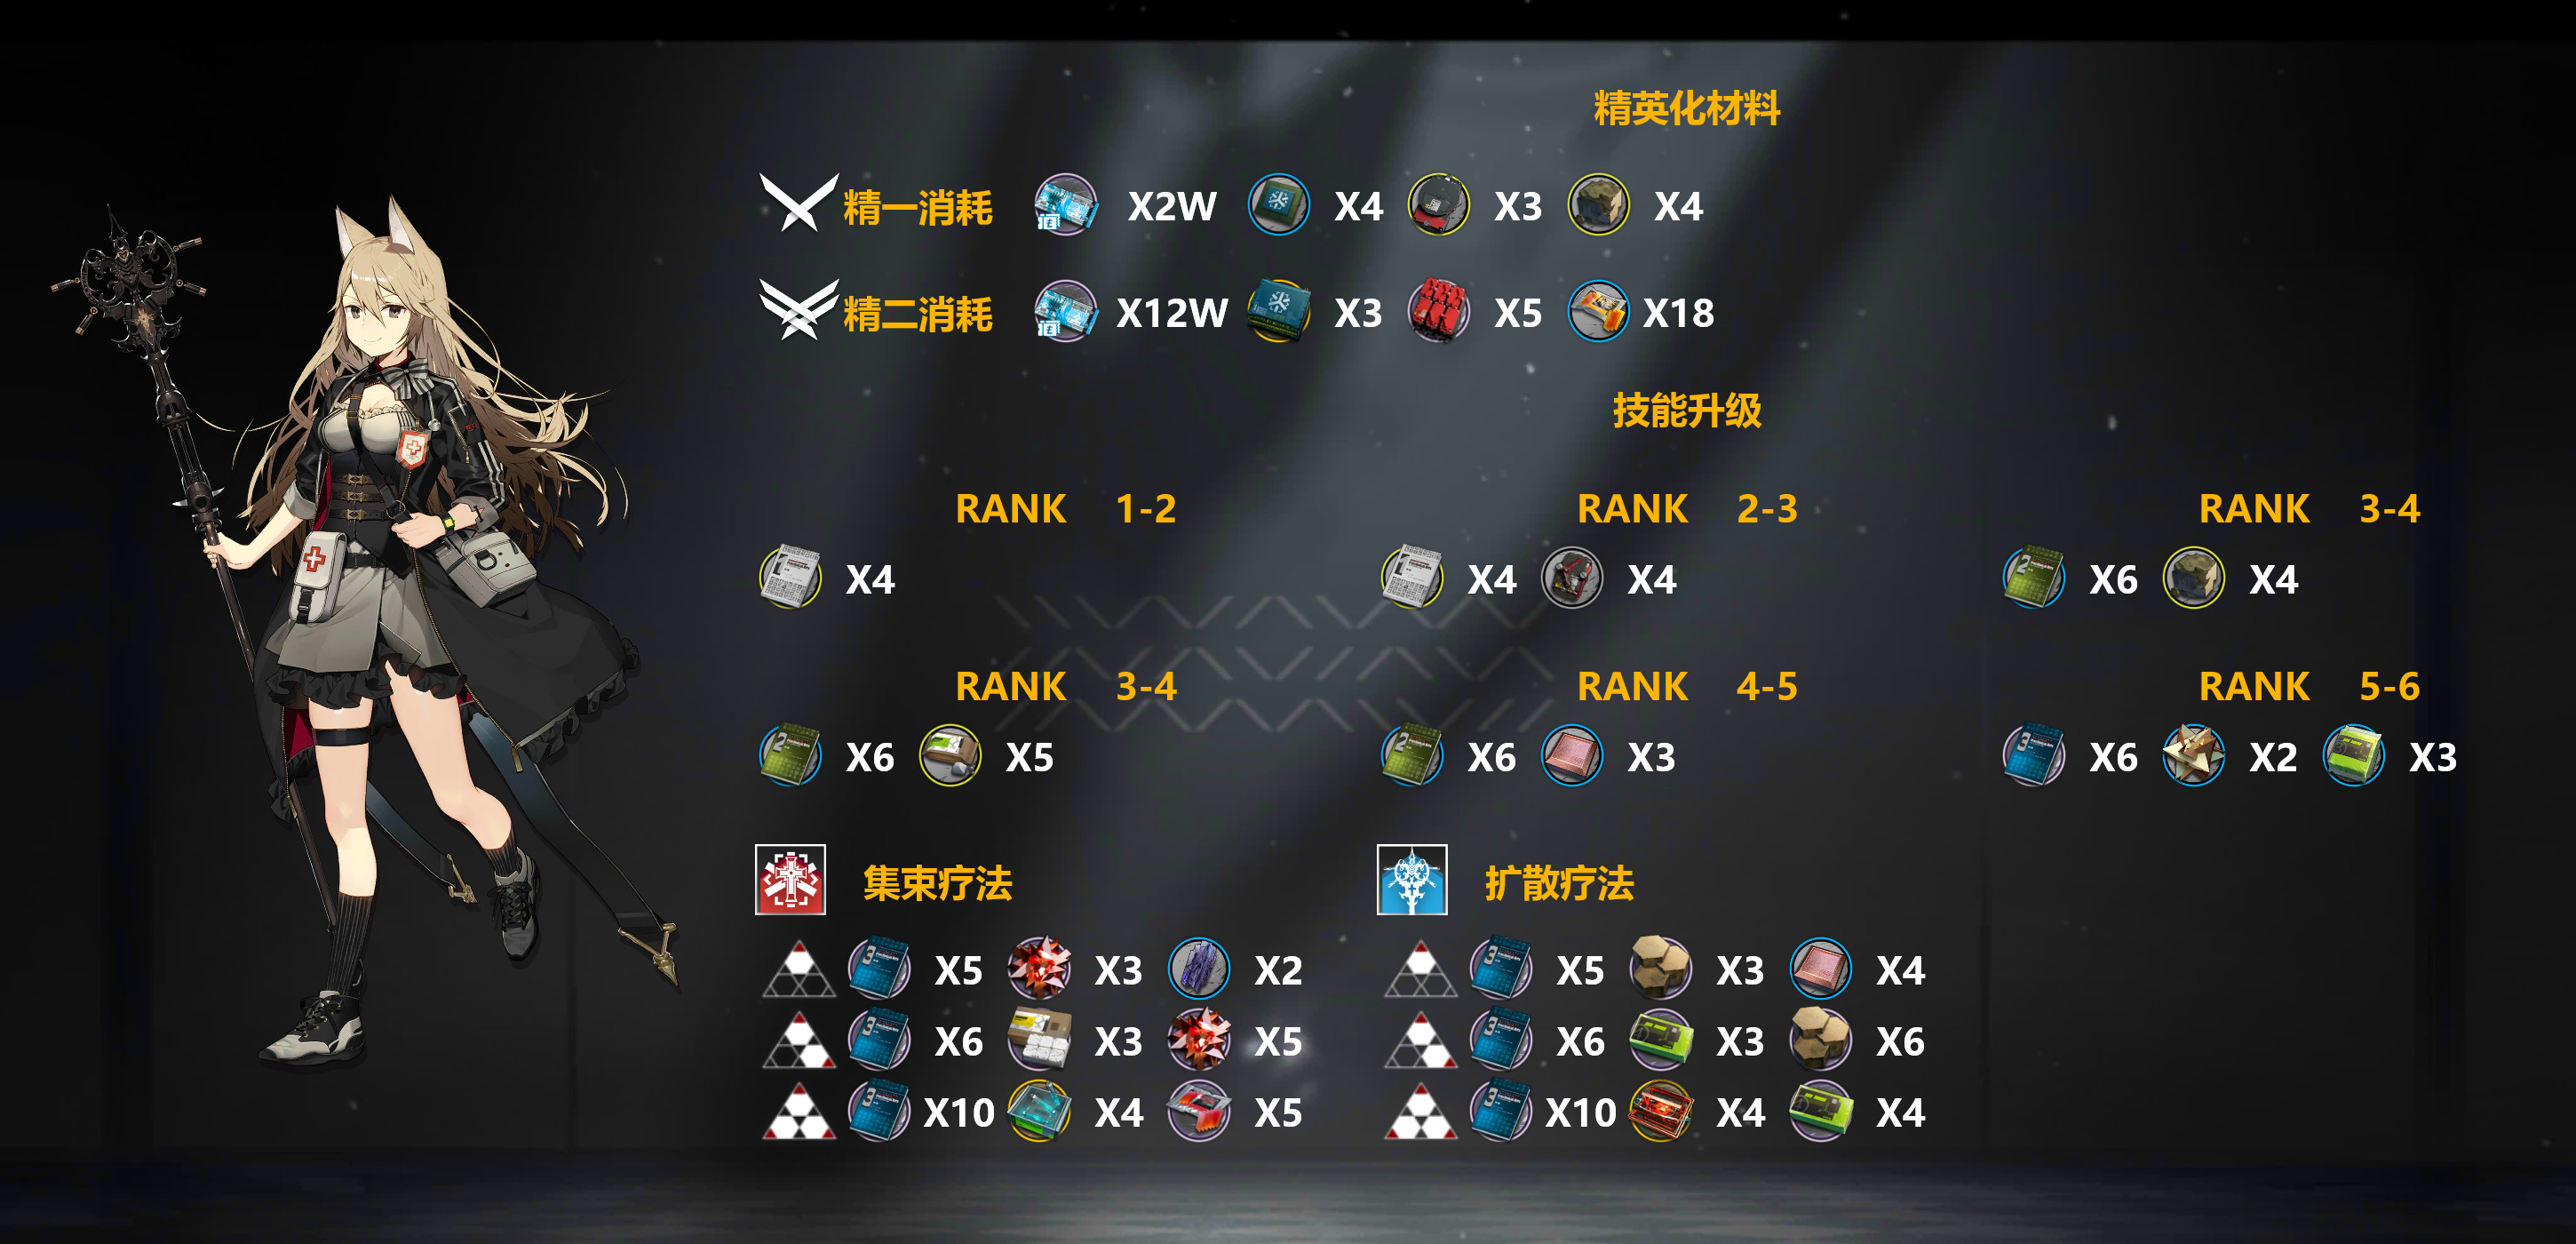 精英化材料
精一消耗 X2W X4 X3 X4
精二消耗 X12W X3 X5 X18
技能升级
RANK 1-2 RANK 2-3 RANK 3-4
X4 X4 X4 X6 X4
RANK 3-4 RANK 4-5 RANK 5-6
X6 X5 X6 X3 X6 X2 X3
集束疗法 扩散疗法
X5 X3 X2 X5 X3 X4
X6 X3 X5 X6 X3 X6
X10 X4 X5 X10 X4 X4